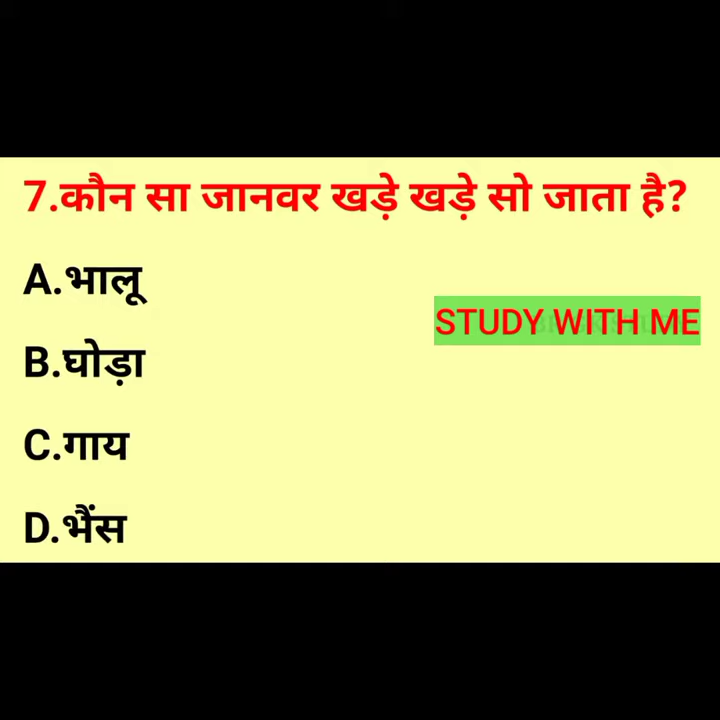 7.कौन सा जानवर खड़े खड़े सो जाता है?
A.भालू
STUDY WITH ME
B.घोड़ा
C.गाय
D.भैंस